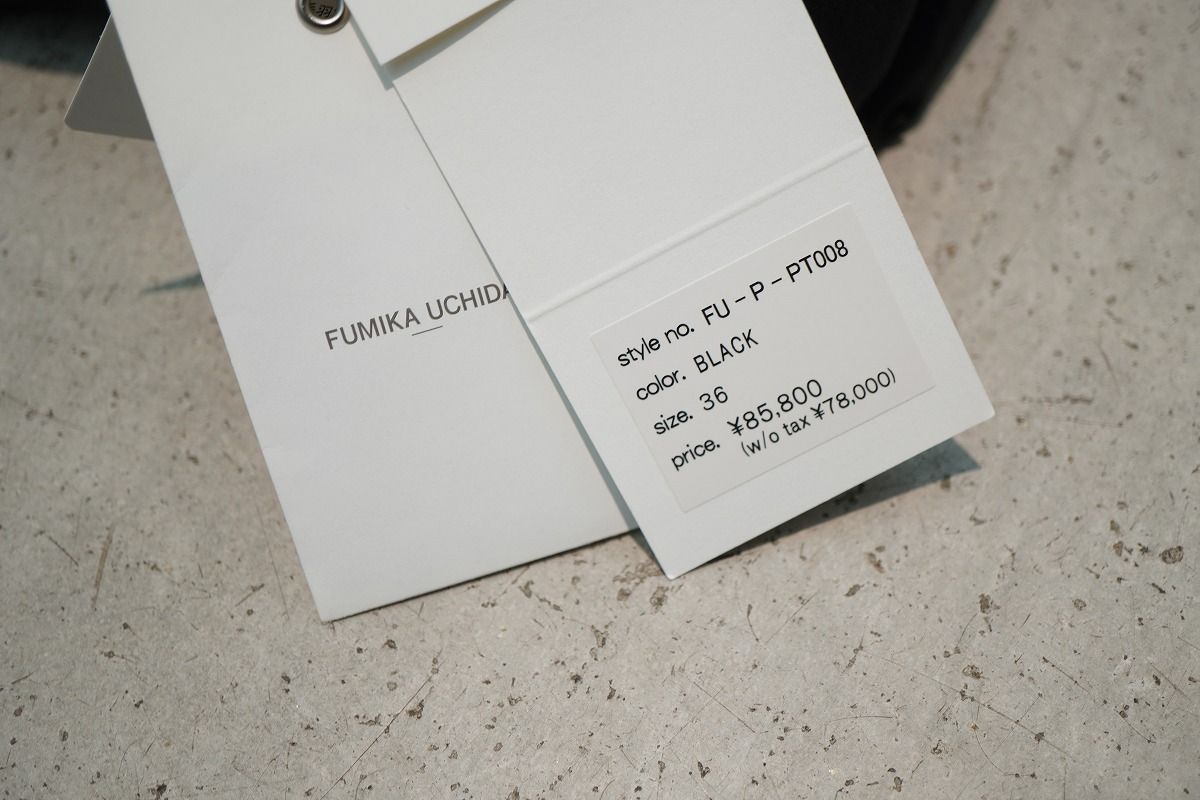 FUMIKA UCHIDA
style no. FU-P-PT008
color. BLACK
size. 36
price. ¥85,800
(w/o tax ¥78,000)